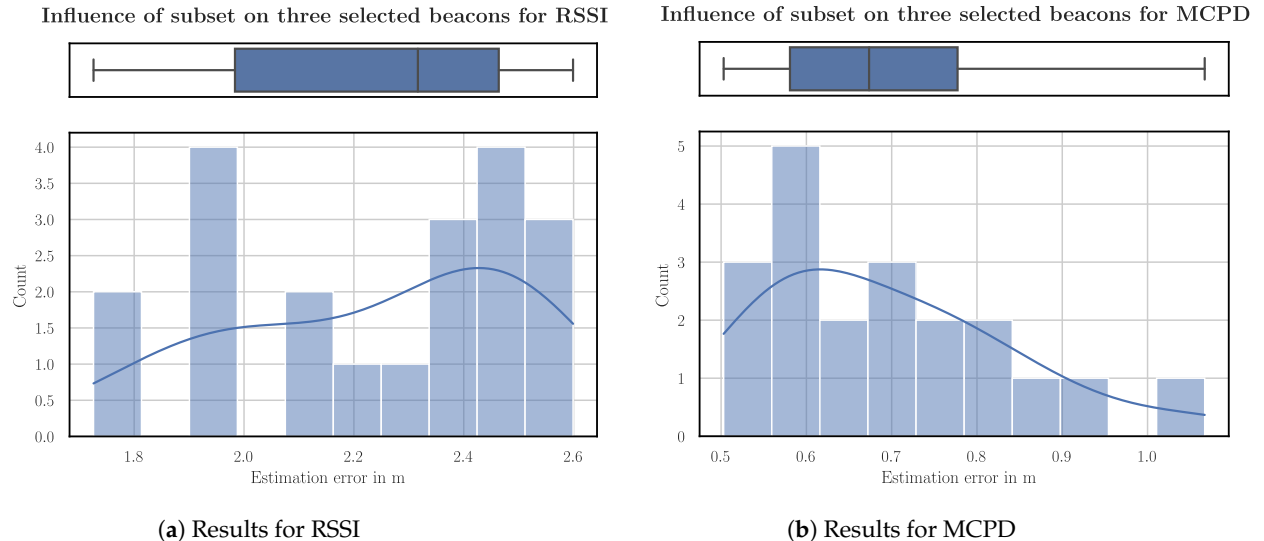 Influence of subset on three selected beacons for RSSI
4.0
3.5
3.0
2.5
2.0
1.5
1.0
0.5
0.0
Count
1.8 2.0 2.2 2.4 2.6
Estimation error in m
(a) Results for RSSI
Influence of subset on three selected beacons for MCPD
5
4
3
2
1
0
Count
0.5 0.6 0.7 0.8 0.9 1.0
Estimation error in m
(b) Results for MCPD